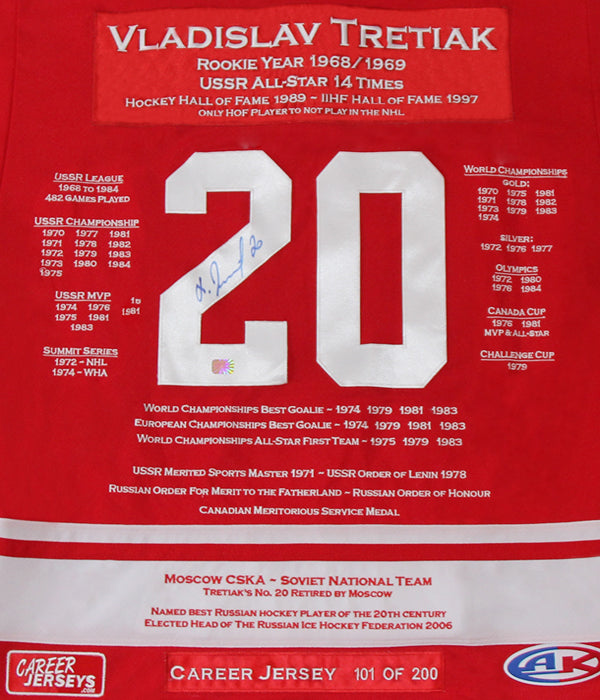 VLADISLAV TRETIAK
ROOKIE YEAR 1968/1969
USSR ALL-STAR 14 TIMES
HOCKEY HALL OF FAME 1989 ~ IIHF HALL OF FAME 1997
ONLY HOF PLAYER TO NOT PLAY IN THE NHL
USSR LEAGUE
1968 TO 1984
482 GAMES PLAYED
USSR CHAMPIONSHIP
1970 1977 1981
1971 1978 1982
1972 1979 1983
1973 1980 1984
1975
USSR MVP
1974 1976
1975 1981
1983
1981
SUMMIT SERIES
1972 ~ NHL
1974 ~ WHA
20
20
WORLD CHAMPIONSHIPS
GOLD:
1970 1975 1981
1971 1978 1982
1973 1979 1983
1974
SILVER:
1972 1976 1977
OLYMPICS
1972 1980
1976 1984
CANADA CUP
1976 1981
MVP & ALL-STAR
CHALLENGE CUP
1979
WORLD CHAMPIONSHIPS BEST GOALIE ~ 1974 1979 1981 1983
EUROPEAN CHAMPIONSHIPS BEST GOALIE ~ 1974 1979 1981 1983
WORLD CHAMPIONSHIPS ALL-STAR FIRST TEAM ~ 1975 1979 1983
USSR MERITED SPORTS MASTER 1971 ~ USSR ORDER OF LENIN 1978
RUSSIAN ORDER FOR MERIT TO THE FATHERLAND ~ RUSSIAN ORDER OF HONOUR
CANADIAN MERITORIOUS SERVICE MEDAL
MOSCOW CSKA ~ SOVIET NATIONAL TEAM
TRETIAK'S NO. 20 RETIRED BY MOSCOW
NAMED BEST RUSSIAN HOCKEY PLAYER OF THE 20TH CENTURY
ELECTED HEAD OF THE RUSSIAN ICE HOCKEY FEDERATION 2006
CAREER
JERSEYS
.COM
CAREER JERSEY 101 OF 200
AK